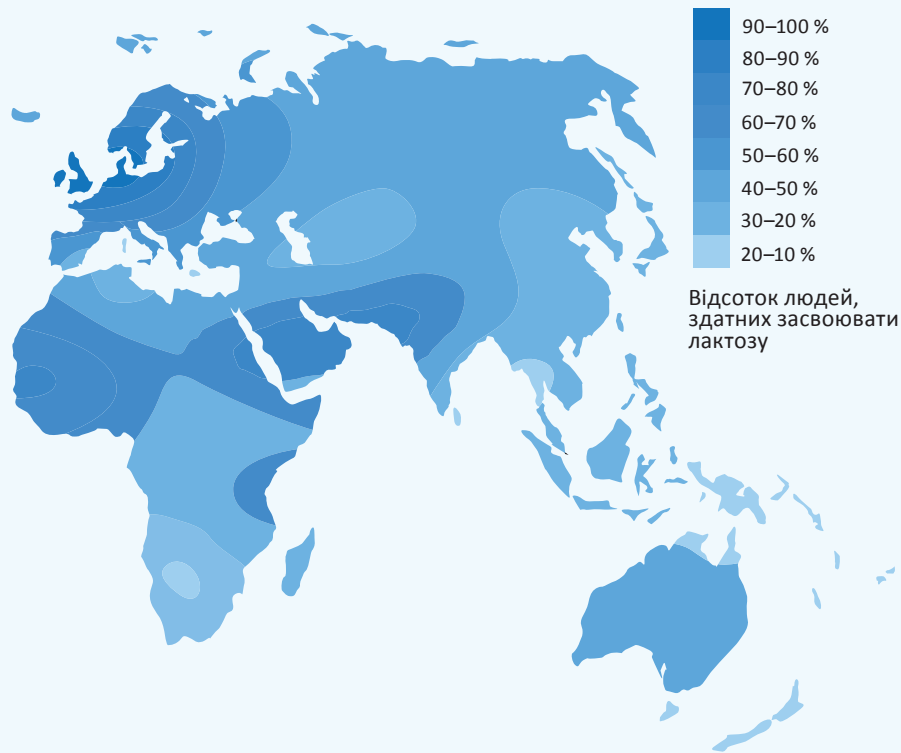 90–100 %
80–90 %
70–80 %
60–70 %
50–60 %
40–50 %
30–20 %
20–10 %
Відсоток людей,
здатних засвоювати
лактозу